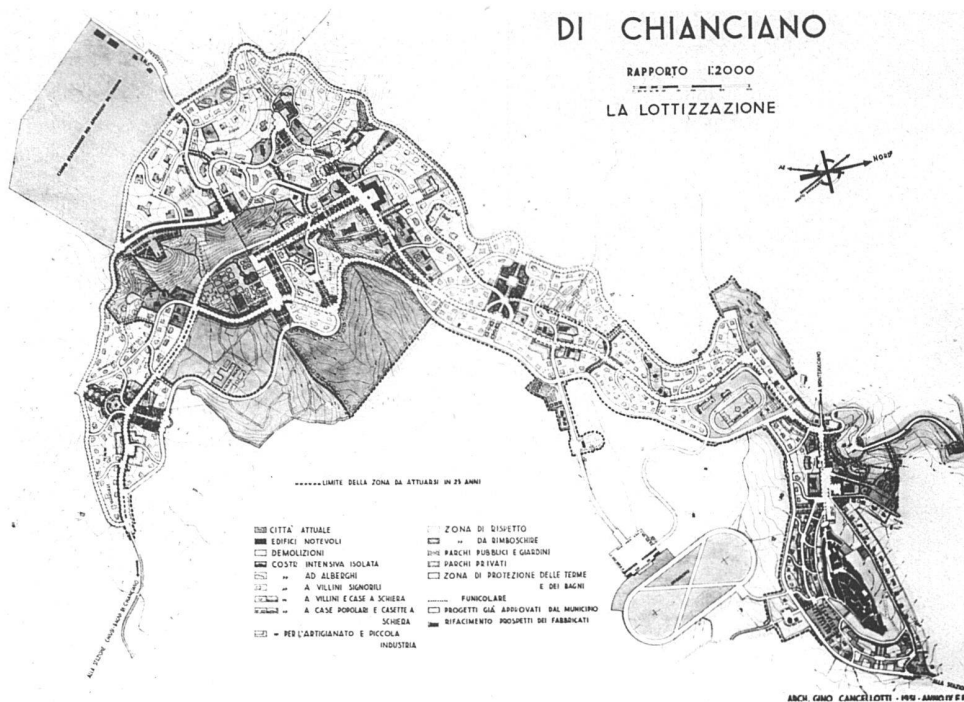 DI CHIANCIANO
RAPPORTO 1:2000
LA LOTTIZZAZIONE
NORD
A MONTEPULCIANO
LIMITE DELLA ZONA DA ATTUARSI IN 25 ANNI
CITTA' ATTUALE
EDIFICI NOTEVOLI
DEMOLIZIONI
COSTR INTENSIVA ISOLATA
" AD ALBERGHI
" A VILLINI SIGNORILI
" A VILLINI E CASE A SCHIERA
" A CASE POPOLARI E CASETTE A
SCHIERA
" PER L'ARTIGIANATO E PICCOLA
INDUSTRIA
ZONA DI RISPETTO
" DA RIMBOSCHIRE
PARCHI PUBBLICI E GIARDINI
PARCHI PRIVATI
ZONA DI PROTEZIONE DELLE TERME
E DEI BAGNI
FUNICOLARE
PROGETTI GIÀ APPROVATI DAL MUNICIPIO
RIFACIMENTO PROSPETTI DEI FABBRICATI
ALLA STAZIONE
ARCH. GINO CANCELLOTTI - 1931 - ANNO IX E F